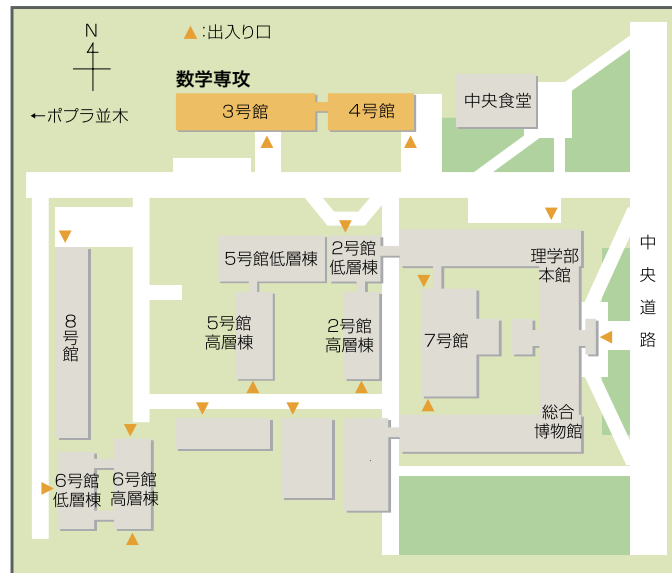 N
▲:出入り口
数学専攻
3号館
4号館
中央食堂
←ポプラ並木
5号館低層棟
2号館
低層棟
理学部
本館
中央道路
8号館
5号館
高層棟
2号館
高層棟
7号館
総合
博物館
6号館
低層棟
6号館
高層棟